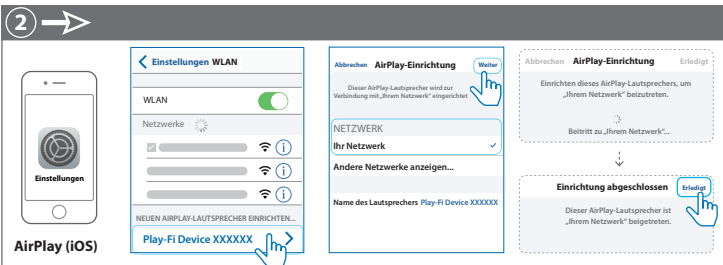 2
Einstellungen
AirPlay (iOS)
Einstellungen WLAN
WLAN
Netzwerke
NEUEN AIRPLAY-LAUTSPRECHER EINRICHTEN...
Play-Fi Device XXXXXX
Abbrechen AirPlay-Einrichtung Weiter
Dieser AirPlay-Lautsprecher wird zur
Verbindung mit „Ihrem Netzwerk" eingerichtet
NETZWERK
Ihr Netzwerk
Andere Netzwerke anzeigen...
Name des Lautsprechers Play-Fi Device XXXXXX
Abbrechen AirPlay-Einrichtung Erledigt
Einrichten dieses AirPlay-Lautsprechers, um
„Ihrem Netzwerk" beizutreten.
Beitritt zu „Ihrem Netzwerk"...
Einrichtung abgeschlossen Erledigt
Dieser AirPlay-Lautsprecher ist
„Ihrem Netzwerk" beigetreten.